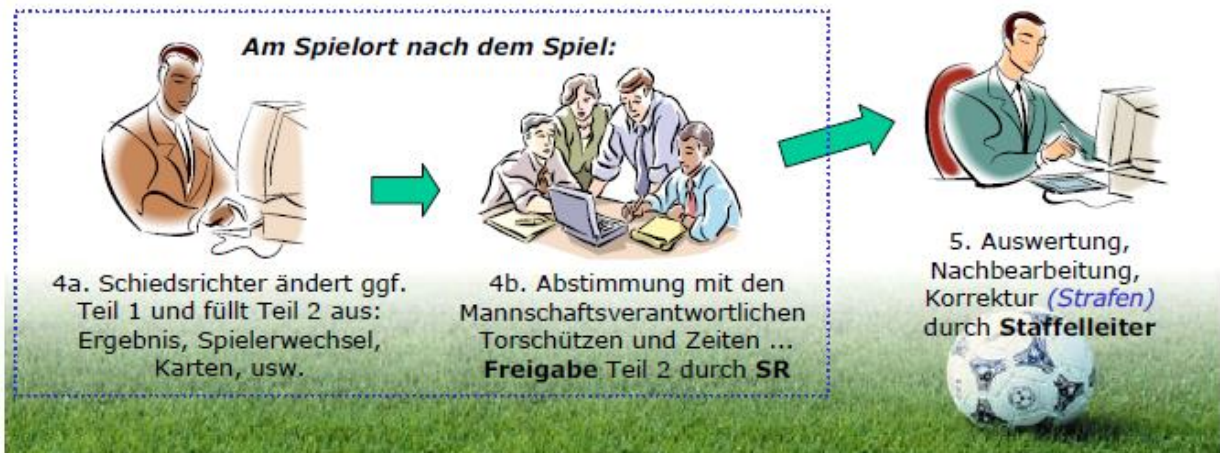 Am Spielort nach dem Spiel:
4a. Schiedsrichter ändert ggf.
Teil 1 und füllt Teil 2 aus:
Ergebnis, Spielerwechsel,
Karten, usw.
4b. Abstimmung mit den
Mannschaftsverantwortlichen
Torschützen und Zeiten ...
Freigabe Teil 2 durch SR
5. Auswertung,
Nachbearbeitung,
Korrektur (Strafen)
durch Staffelleiter